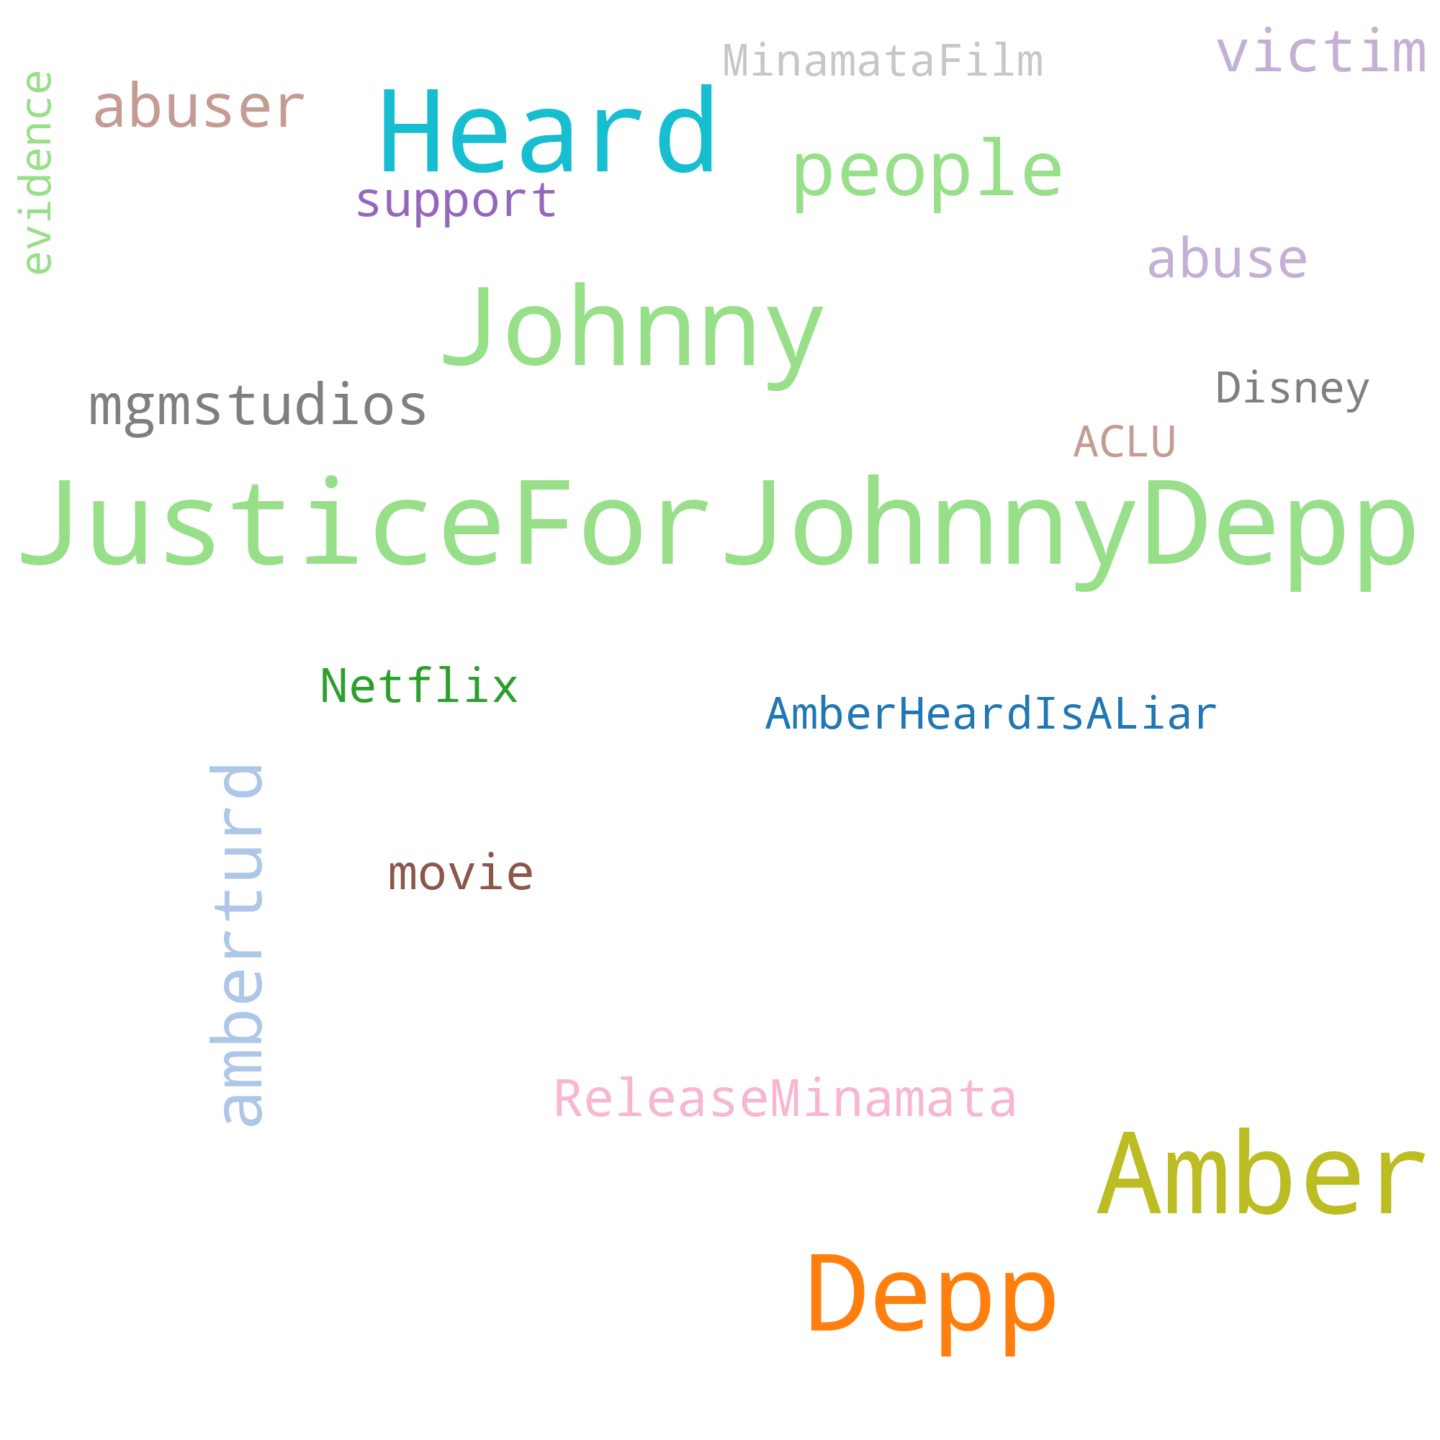 MinamataFilm
victim
evidence
abuser
Heard
people
support
abuse
Johnny
mgmstudios
Disney
ACLU
JusticeForJohnnyDepp
Netflix
AmberHeardIsALiar
amberturd
movie
ReleaseMinamata
Amber
Depp